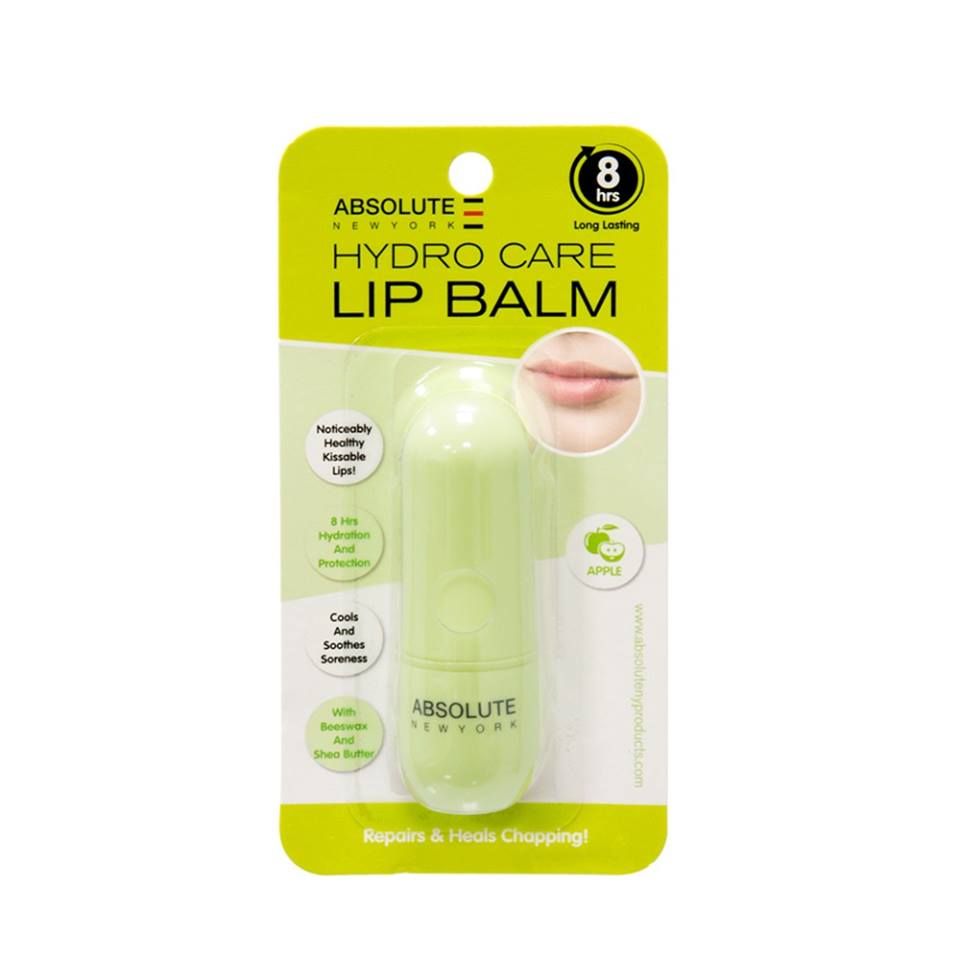 ABSOLUTE
NEW YORK
HYDRO CARE
LIP BALM
8
hrs
Long Lasting
Noticeably
Healthy
Kissable
Lips!
8 Hrs
Hydration
And
Protection
Cools
And
Soothes
Soreness
With
Beeswax
And
Shea Butter
APPLE
www.absolutenyproducts.com
ABSOLUTE
NEW YORK
Repairs & Heals Chapping!